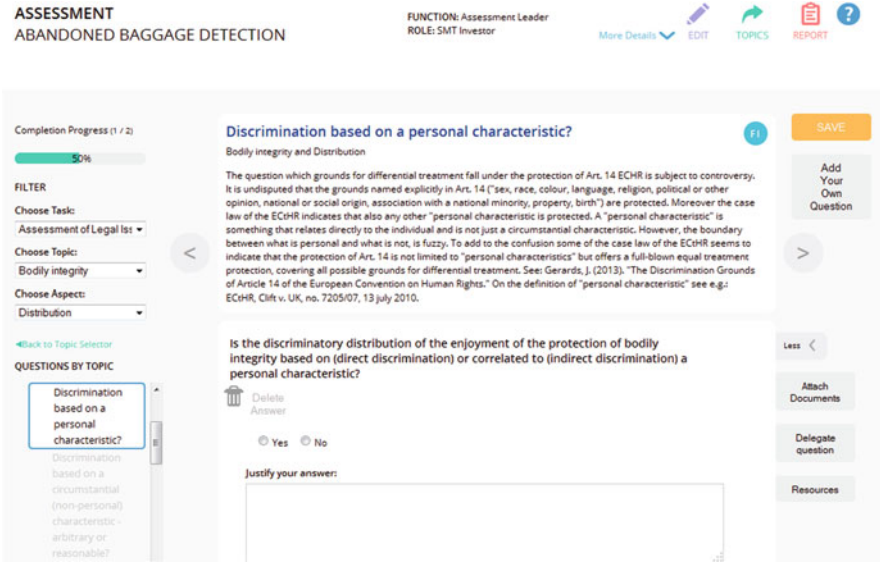 ASSESSMENT
ABANDONED BAGGAGE DETECTION
FUNCTION: Assessment Leader
ROLE: SMT Investor
More Details
EDIT
TOPICS
REPORT
?
Completion Progress (1 / 2)
50%
FILTER
Choose Task:
Assessment of Legal Iss
Choose Topic:
Bodily integrity
Choose Aspect:
Distribution
Back to Topic Selector
QUESTIONS BY TOPIC
Discrimination
based on a
personal
characteristic?
Discrimination
based on a
circumstantial
(non-personal)
characteristic -
arbitrary or
reasonable?
<
Discrimination based on a personal characteristic?
F!
Bodily integrity and Distribution
The question which grounds for differential treatment fall under the protection of Art. 14 ECHR is subject to controversy.
It is undisputed that the grounds named explicitly in Art. 14 ("sex, race, colour, language, religion, political or other
opinion, national or social origin, association with a national minority, property, birth") are protected. Moreover the case
law of the ECtHR indicates that also any other "personal characteristic is protected. A "personal characteristic" is
something that relates directly to the individual and is not just a circumstantial characteristic. However, the boundary
between what is personal and what is not, is fuzzy. To add to the confusion some of the case law of the ECtHR seems to
indicate that the protection of Art. 14 is not limited to "personal characteristics" but offers a full-blown equal treatment
protection, covering all possible grounds for differential treatment. See: Gerards, J. (2013). "The Discrimination Grounds
of Article 14 of the European Convention on Human Rights." On the definition of "personal characteristic" see e.g.:
ECtHR, Clift v. UK, no. 7205/07, 13 july 2010.
Is the discriminatory distribution of the enjoyment of the protection of bodily
integrity based on (direct discrimination) or correlated to (indirect discrimination) a
personal characteristic?
Delete
Answer
Yes No
Justify your answer:
SAVE
Add
Your
Own
Question
>
Less <
Attach
Documents
Delegate
question
Resources